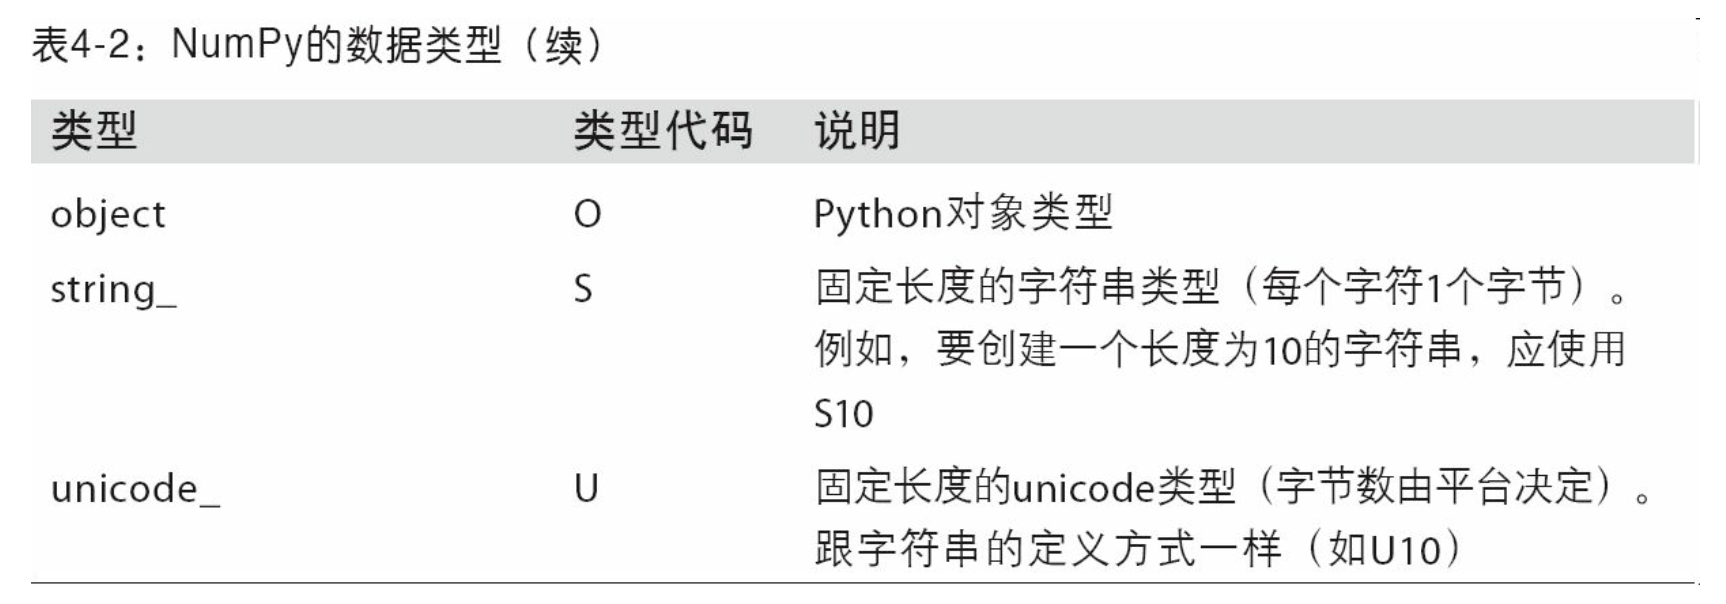 表4-2：NumPy的数据类型（续）
类型 类型代码 说明
object O Python对象类型
string_ S 固定长度的字符串类型（每个字符1个字节）。
例如，要创建一个长度为10的字符串，应使用
S10
unicode_ U 固定长度的unicode类型（字节数由平台决定）。
跟字符串的定义方式一样（如U10）